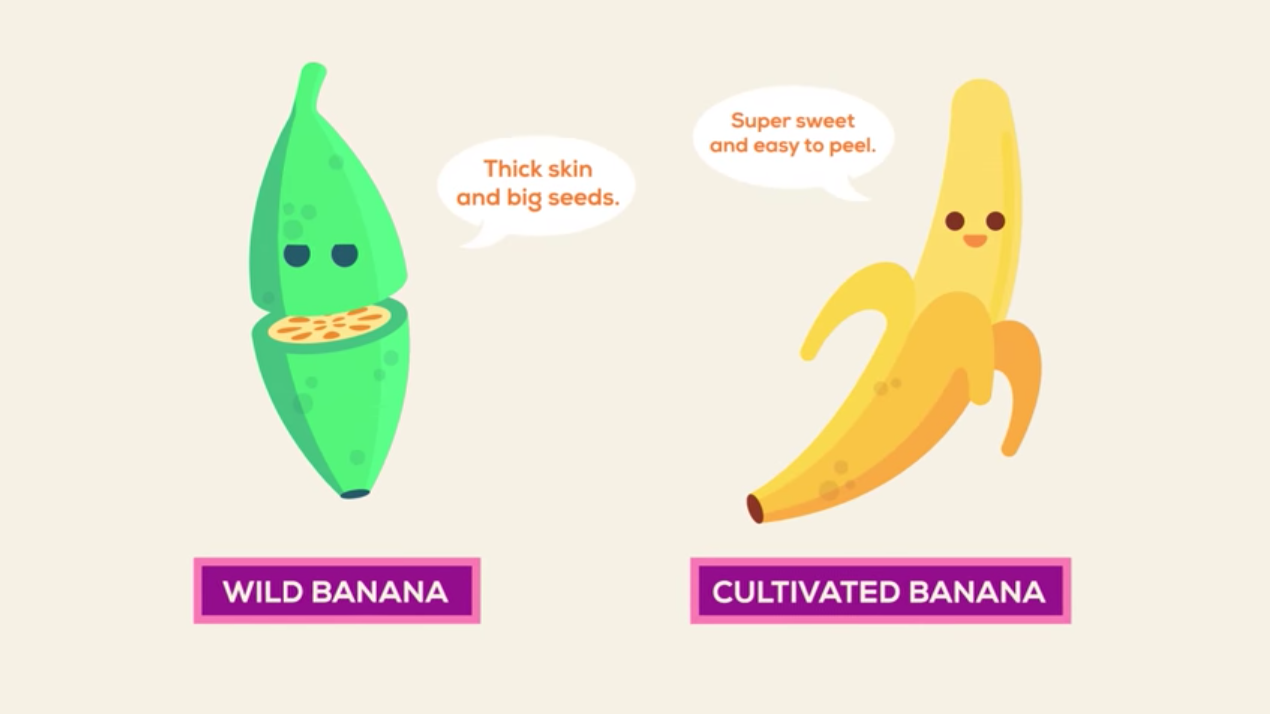 Thick skin
and big seeds.
Super sweet
and easy to peel.
WILD BANANA
CULTIVATED BANANA